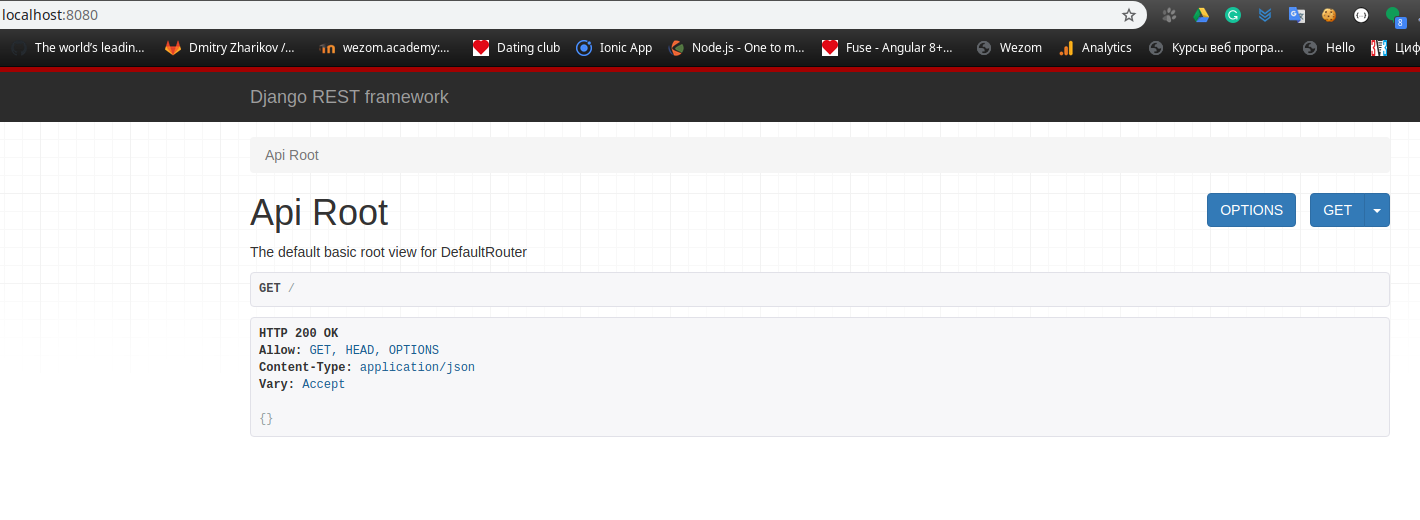 localhost:8080
8
The world's leadin... Dmitry Zharikov /... wezom.academy:... Dating club Ionic App Node.js - One to m... Fuse - Angular 8+... Wezom Analytics Курсы веб програ... Hello Циф
Django REST framework
Api Root
Api Root
OPTIONS GET
The default basic root view for DefaultRouter
GET /
HTTP 200 OK
Allow: GET, HEAD, OPTIONS
Content-Type: application/json
Vary: Accept
{}